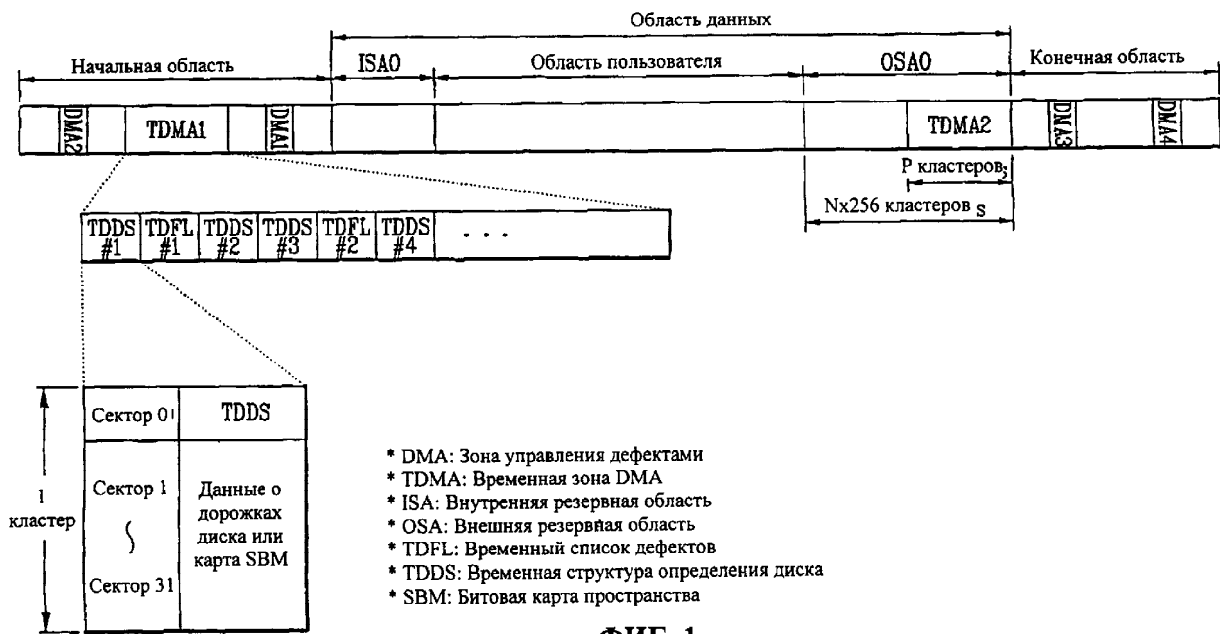 Область данных
Начальная область
ISA0
Область пользователя
OSA0
Конечная область
DMA2
TDMA1
DMA1
TDMA2
DMA3
DMA4
P кластеров
Nx256 кластеров S
TDDS #1
TDFL #1
TDDS #2
TDDS #3
TDFL #2
TDDS #4
. . .
1 кластер
Сектор 0
TDDS
Сектор 1
Сектор 31
Данные о
дорожках
диска или
карта SBM
* DMA: Зона управления дефектами
* TDMA: Временная зона DMA
* ISA: Внутренняя резервная область
* OSA: Внешняя резервная область
* TDFL: Временный список дефектов
* TDDS: Временная структура определения диска
* SBM: Битовая карта пространства
ФИГ. 1